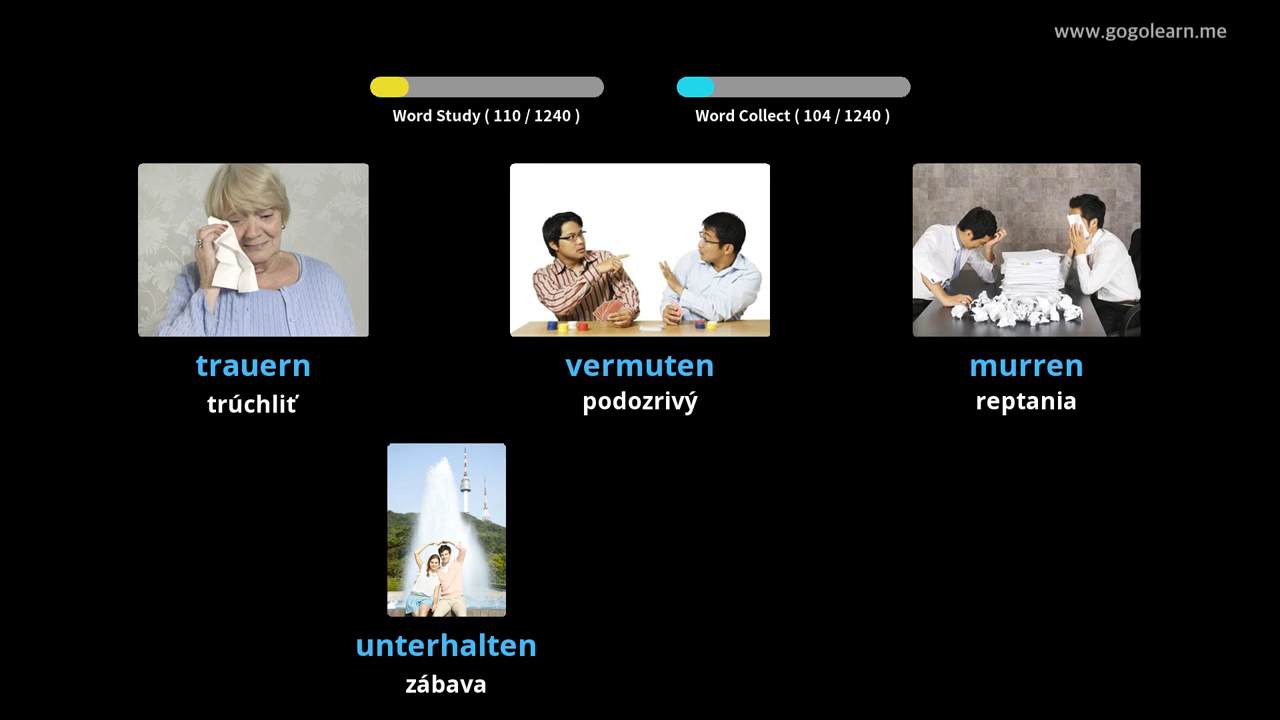 www.gogolearn.me
Word Study ( 110 / 1240 )
Word Collect ( 104 / 1240 )
trauern
trúchliť
vermuten
podozrivý
murren
reptania
unterhalten
zábava